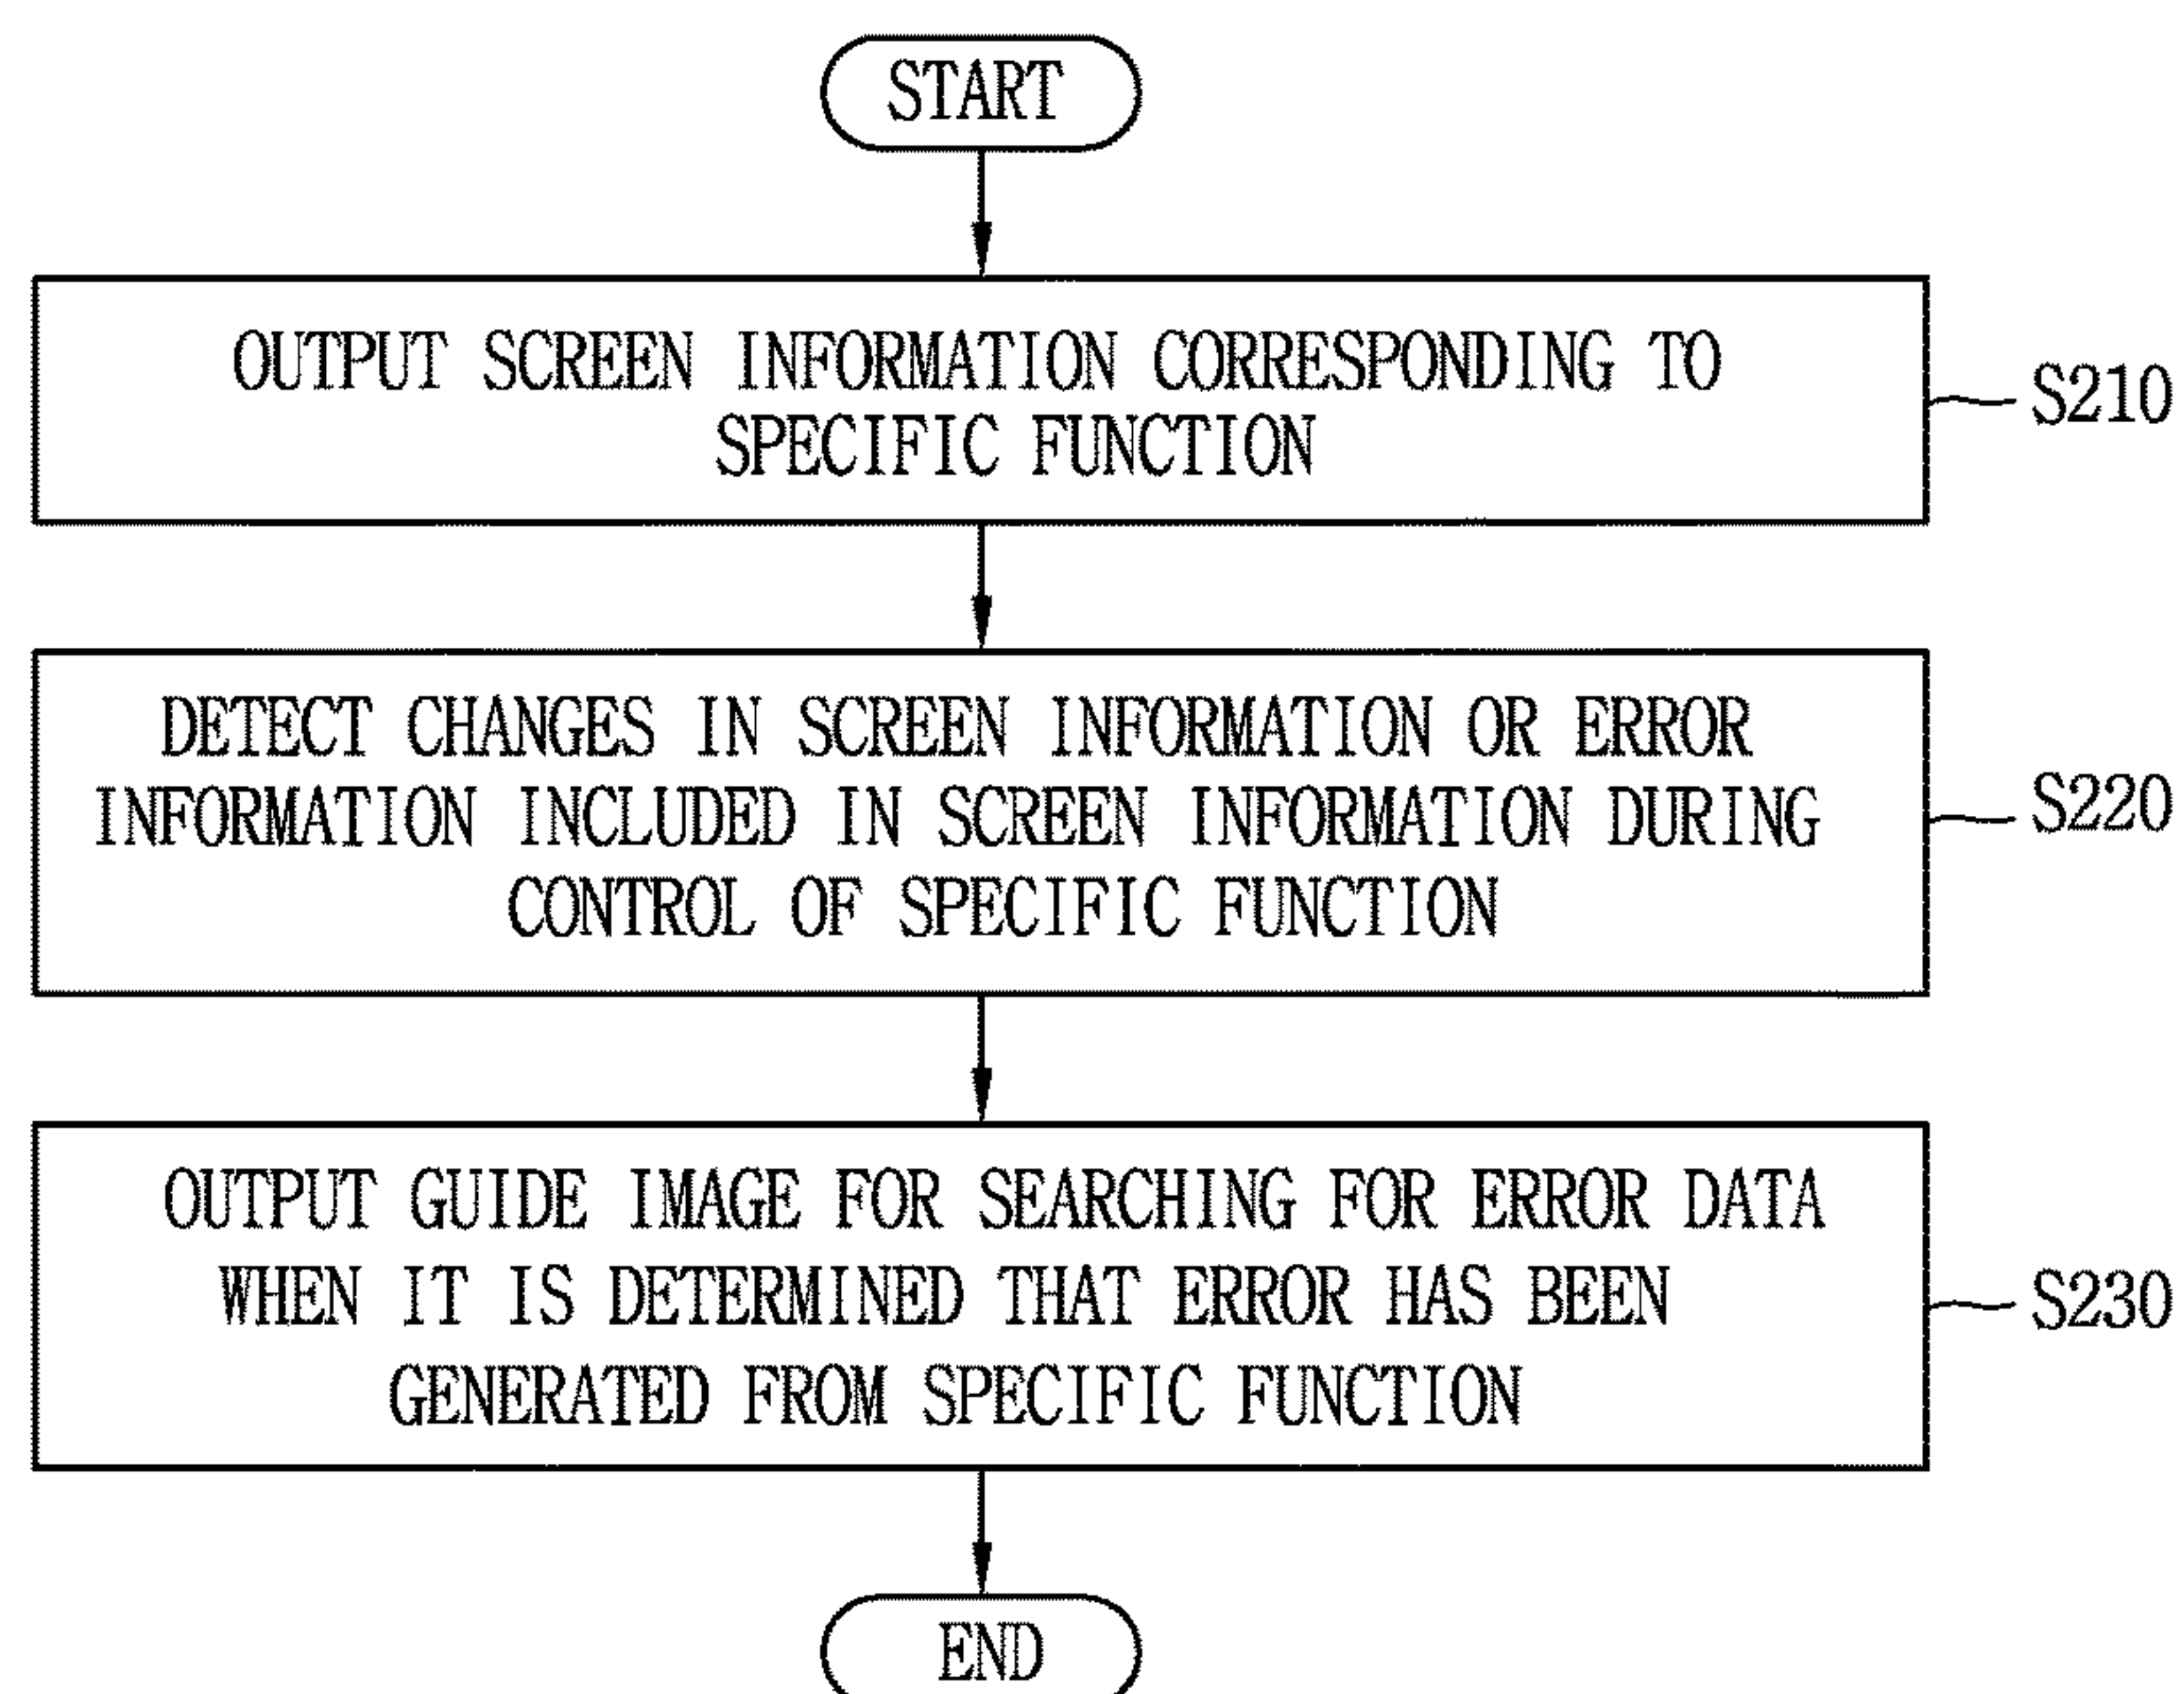 START
OUTPUT SCREEN INFORMATION CORRESPONDING TO
SPECIFIC FUNCTION
S210
DETECT CHANGES IN SCREEN INFORMATION OR ERROR
INFORMATION INCLUDED IN SCREEN INFORMATION DURING
CONTROL OF SPECIFIC FUNCTION
S220
OUTPUT GUIDE IMAGE FOR SEARCHING FOR ERROR DATA
WHEN IT IS DETERMINED THAT ERROR HAS BEEN
GENERATED FROM SPECIFIC FUNCTION
S230
END